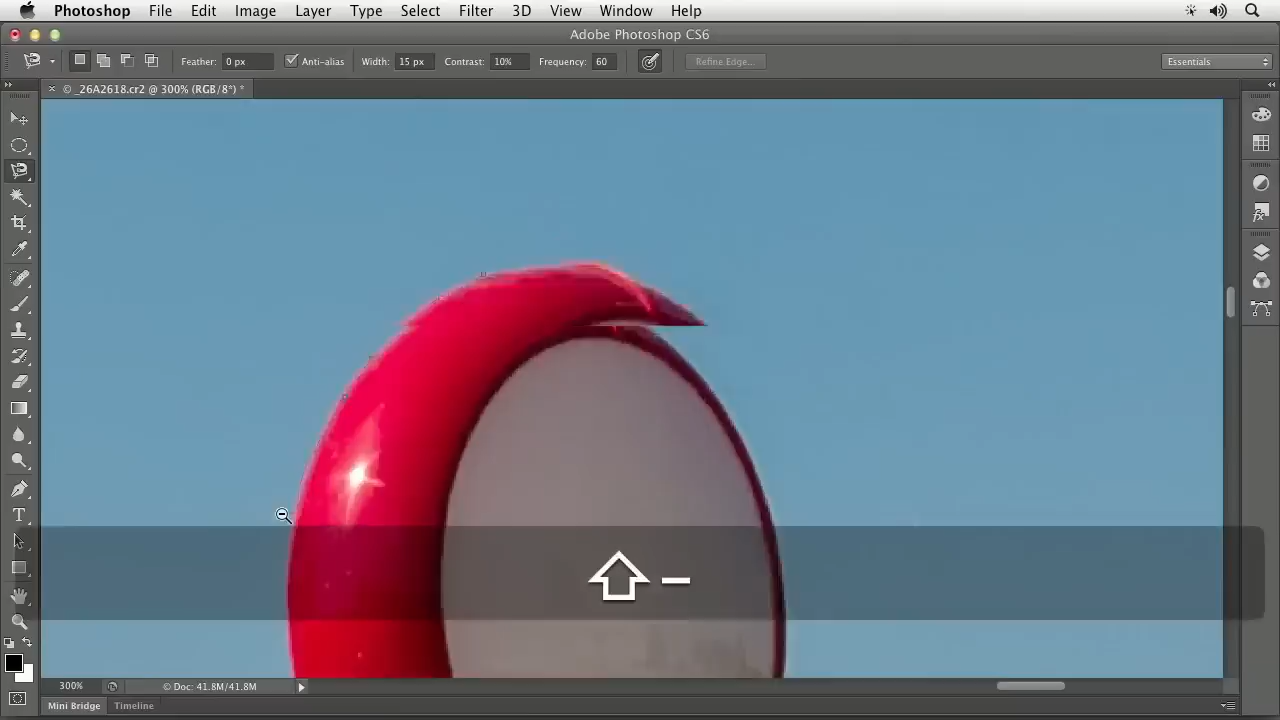 Photoshop File Edit Image Layer Type Select Filter 3D View Window Help
Adobe Photoshop CS6
Feather: 0 px Anti-alias Width: 15 px Contrast: 10% Frequency: 60 Refine Edge... Essentials
× © _26A2618.cr2 @ 300% (RGB/8*) *
T
–
300% © Doc: 41.8M/41.8M
Mini Bridge Timeline